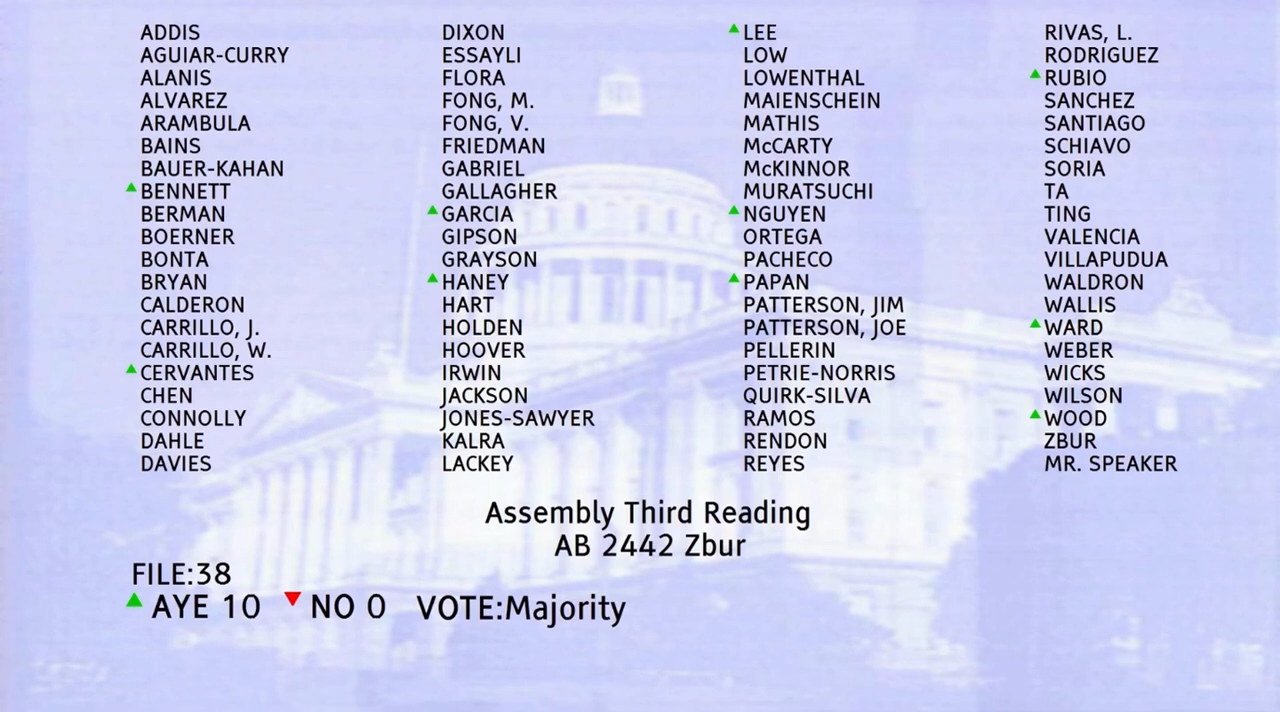 ADDIS
AGUIAR-CURRY
ALANIS
ALVAREZ
ARAMBULA
BAINS
BAUER-KAHAN
BENNETT
BERMAN
BOERNER
BONTA
BRYAN
CALDERON
CARRILLO, J.
CARRILLO, W.
CERVANTES
CHEN
CONNOLLY
DAHLE
DAVIES
DIXON
ESSAYLI
FLORA
FONG, M.
FONG, V.
FRIEDMAN
GABRIEL
GALLAGHER
GARCIA
GIPSON
GRAYSON
HANEY
HART
HOLDEN
HOOVER
IRWIN
JACKSON
JONES-SAWYER
KALRA
LACKEY
LEE
LOW
LOWENTHAL
MAIENSCHEIN
MATHIS
McCARTY
McKINNOR
MURATSUCHI
NGUYEN
ORTEGA
PACHECO
PAPAN
PATTERSON, JIM
PATTERSON, JOE
PELLERIN
PETRIE-NORRIS
QUIRK-SILVA
RAMOS
RENDON
REYES
RIVAS, L.
RODRIGUEZ
RUBIO
SANCHEZ
SANTIAGO
SCHIAVO
SORIA
TA
TING
VALENCIA
VILLAPUDUA
WALDRON
WALLIS
WARD
WEBER
WICKS
WILSON
WOOD
ZBUR
MR. SPEAKER
Assembly Third Reading
AB 2442 Zbur
FILE:38
AYE 10 NO 0 VOTE:Majority